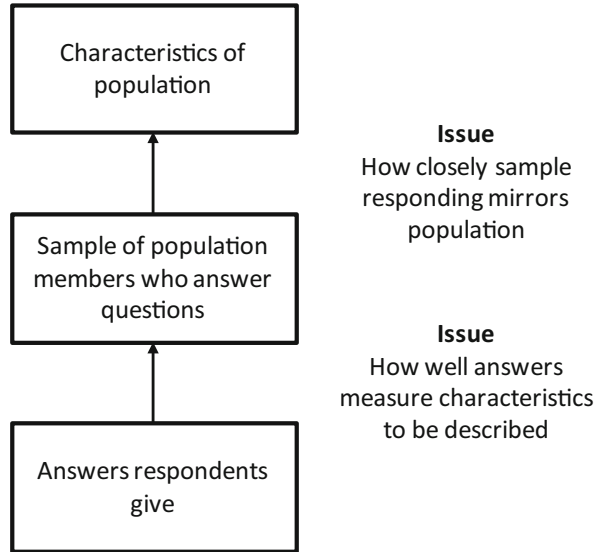 Characteristics of
population
Issue
How closely sample
responding mirrors
population
Sample of population
members who answer
questions
Issue
How well answers
measure characteristics
to be described
Answers respondents
give